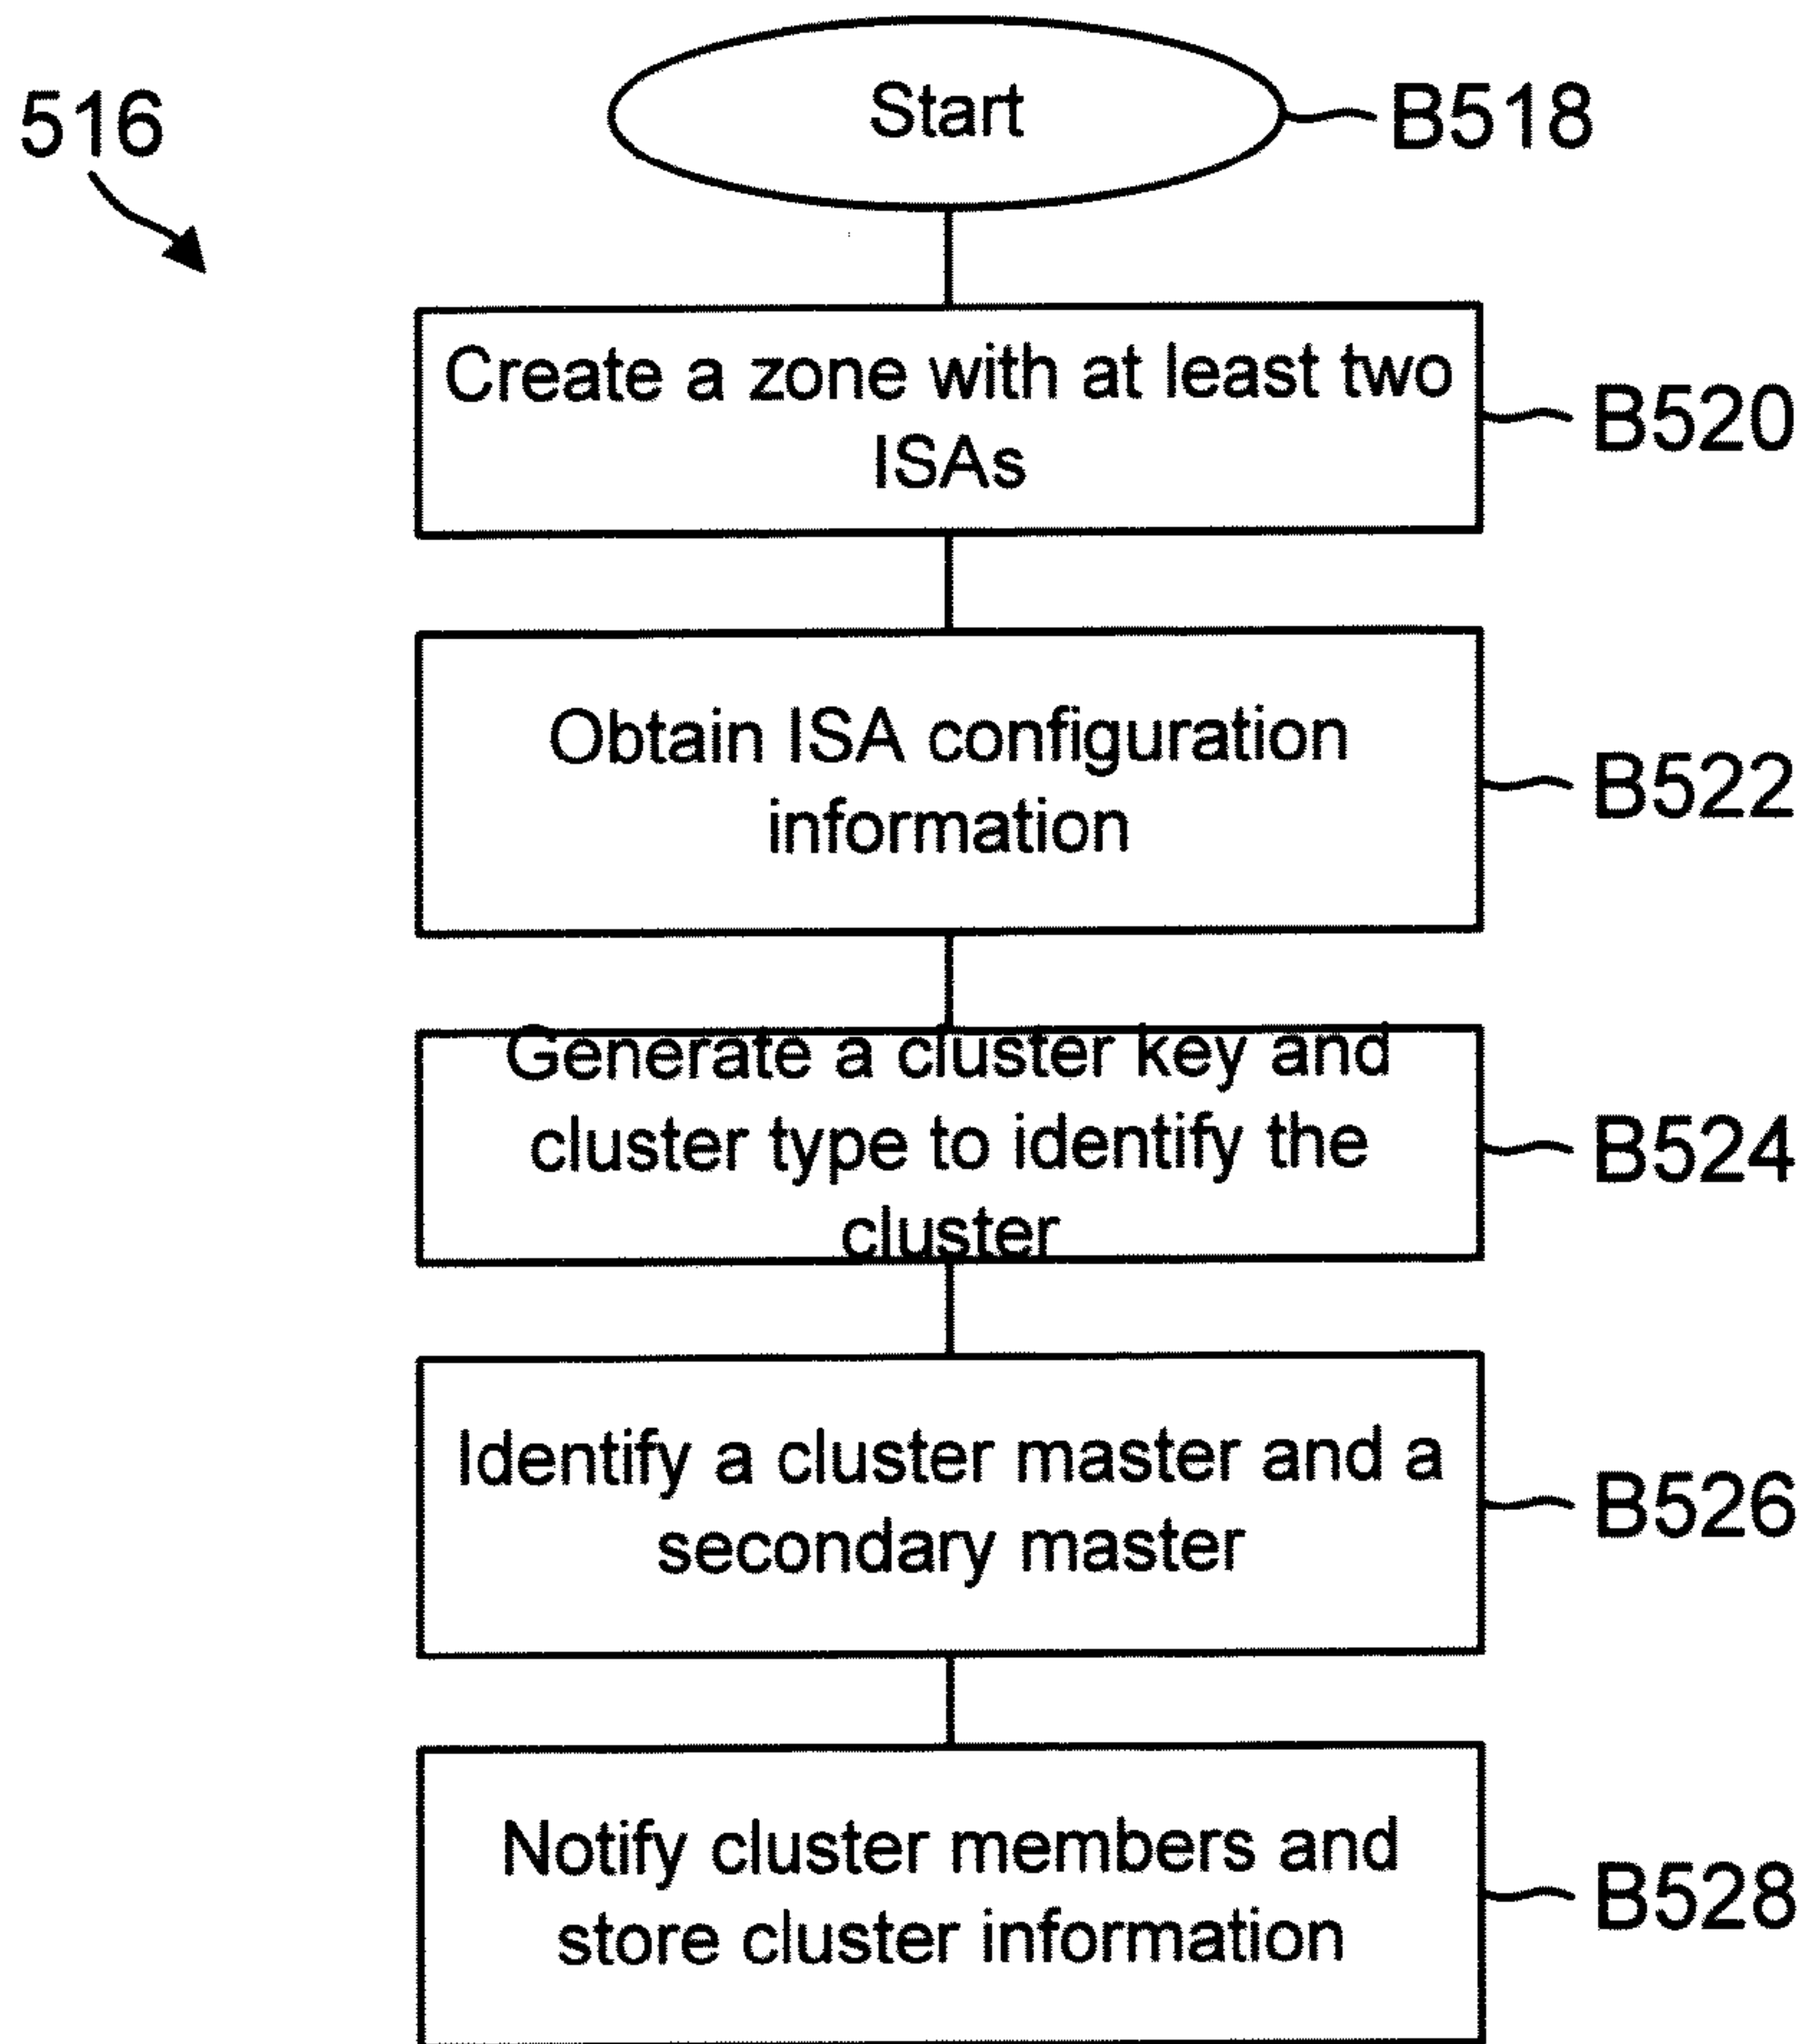 516
Start
B518
Create a zone with at least two
ISAs
B520
Obtain ISA configuration
information
B522
Generate a cluster key and
cluster type to identify the
cluster
B524
Identify a cluster master and a
secondary master
B526
Notify cluster members and
store cluster information
B528